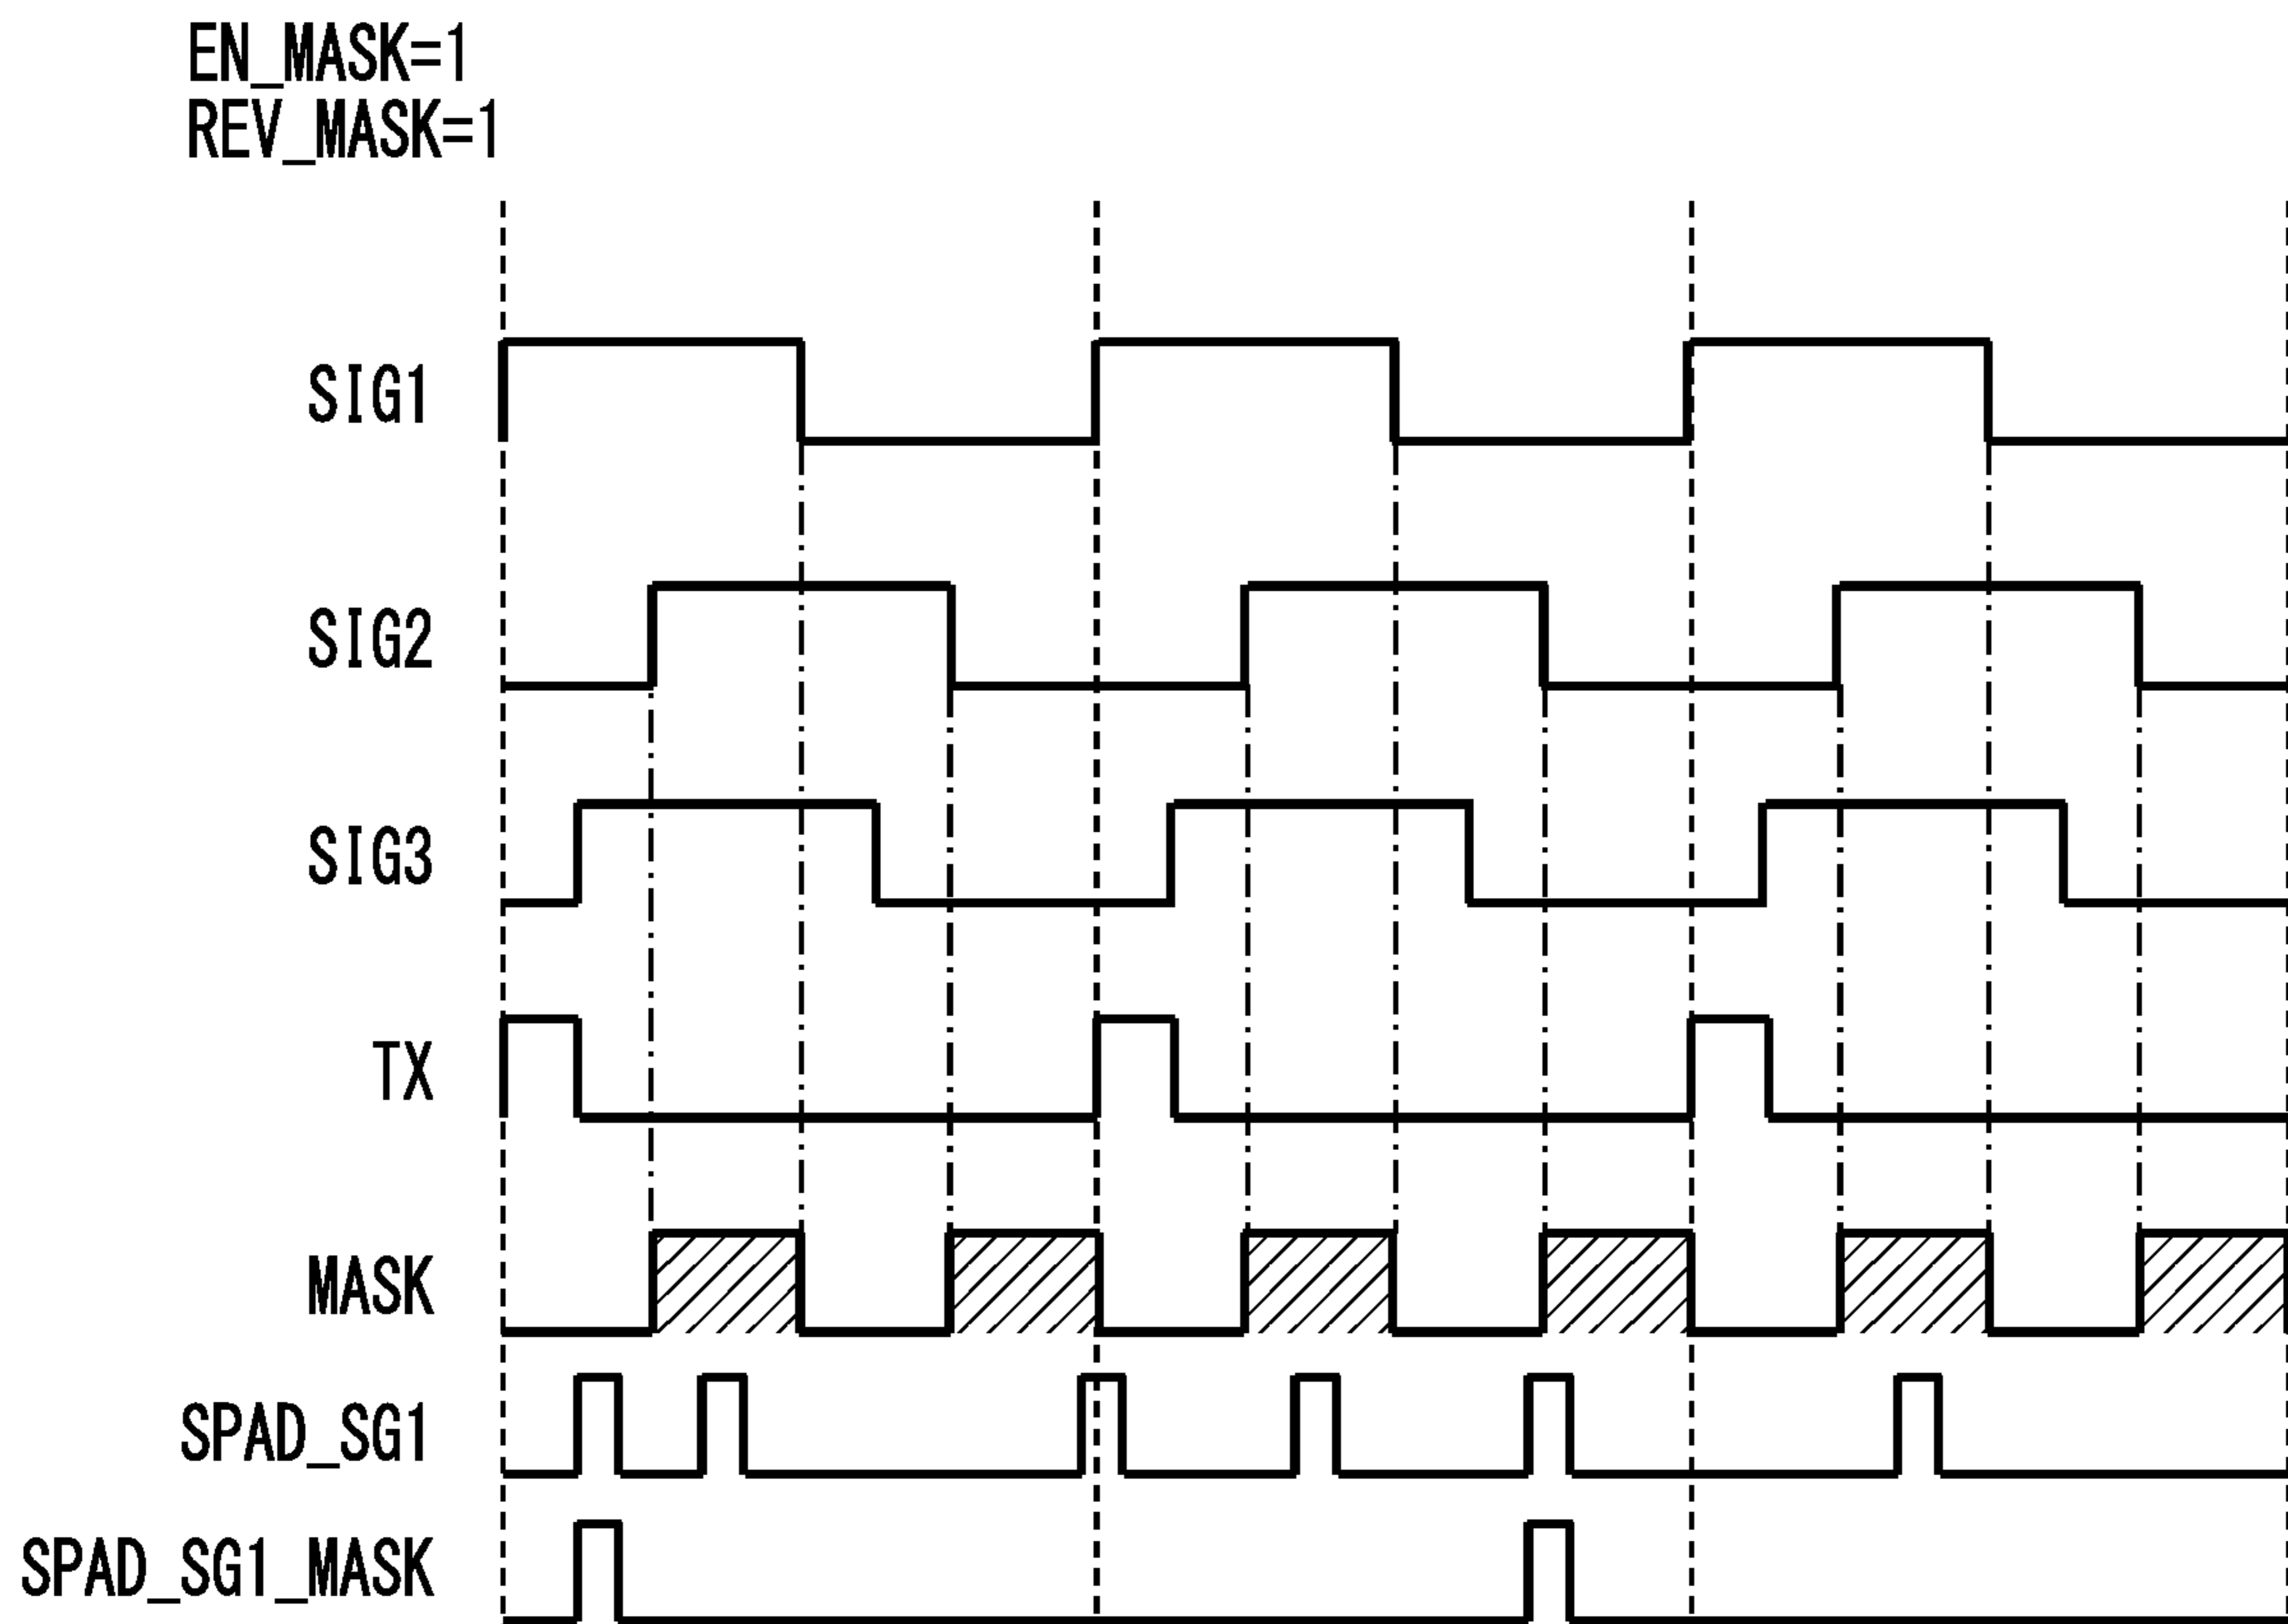 EN_MASK=1
REV_MASK=1
SIG1
SIG2
SIG3
TX
MASK
SPAD_SG1
SPAD_SG1_MASK